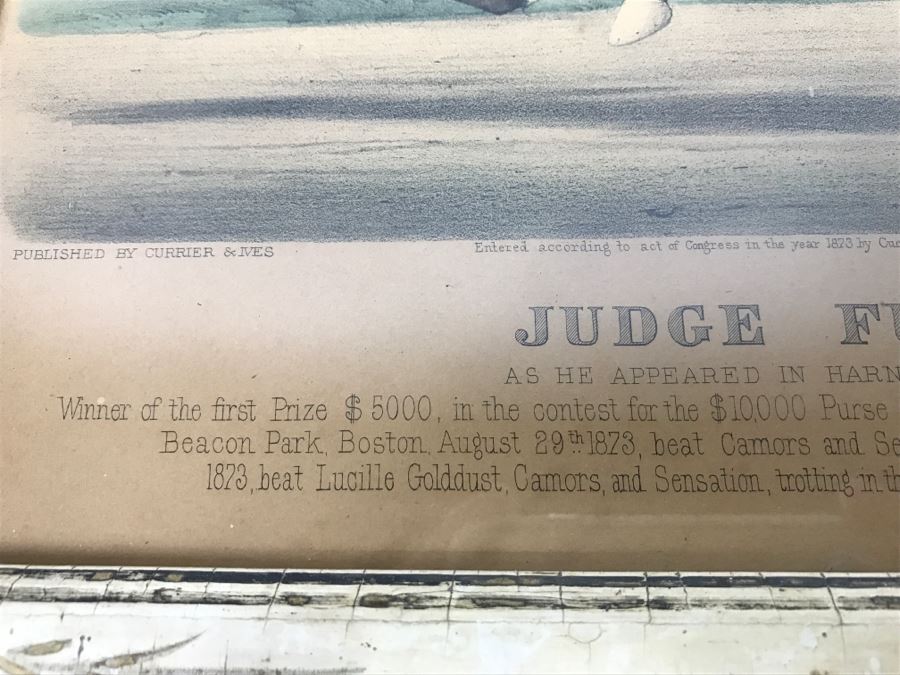 PUBLISHED BY CURRIER & IVES
Entered according to act of Congress in the year 1873 by
JUDGE
AS HE APPEARED IN
Winner of the first Prize $5000, in the contest for the $10,000 Purse
Beacon Park, Boston, August 29th 1873, beat Camors and
1873, beat Lucille Golddust, Camors, and Sensation, trotting in